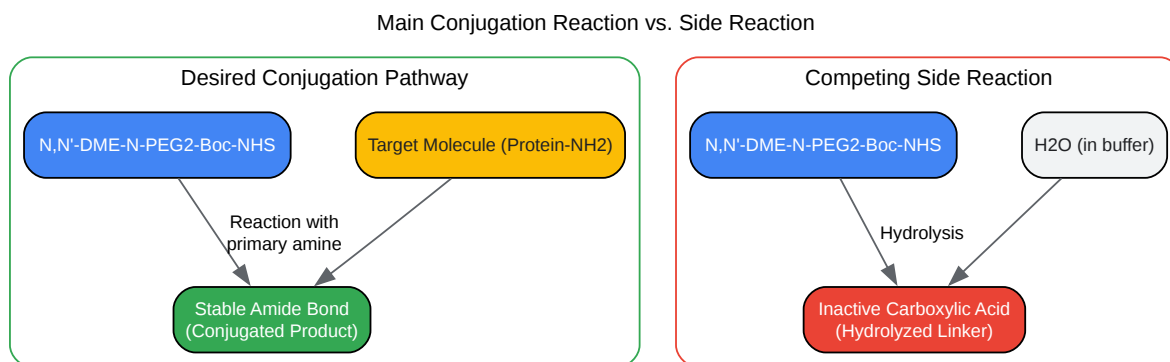 Main Conjugation Reaction vs. Side Reaction
Desired Conjugation Pathway
N,N'-DME-N-PEG2-Boc-NHS
Target Molecule (Protein-NH2)
Reaction with
primary amine
Stable Amide Bond
(Conjugated Product)
Competing Side Reaction
N,N'-DME-N-PEG2-Boc-NHS
H2O (in buffer)
Hydrolysis
Inactive Carboxylic Acid
(Hydrolyzed Linker)